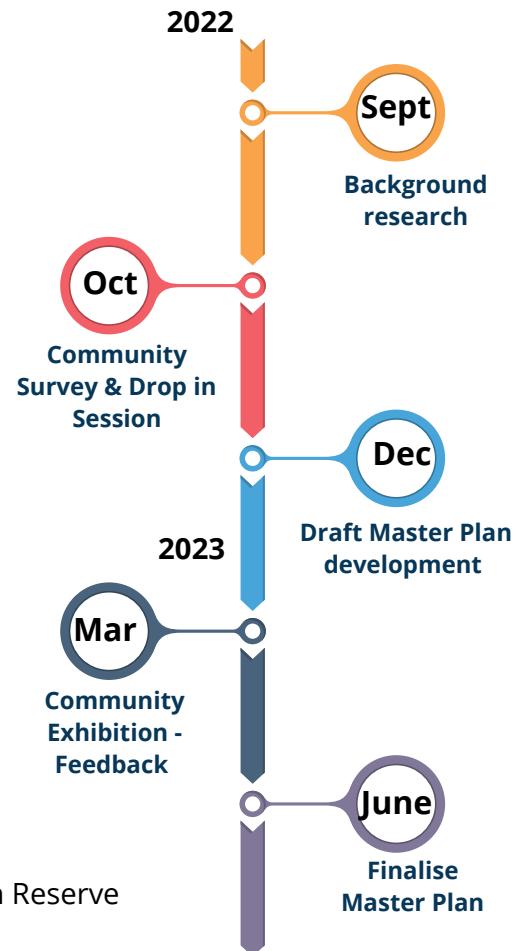 2022
Sept
Background
research
Oct
Community
Survey & Drop in
Session
Dec
Draft Master Plan
development
2023
Mar
Community
Exhibition -
Feedback
June
Finalise
Master Plan
Reserve